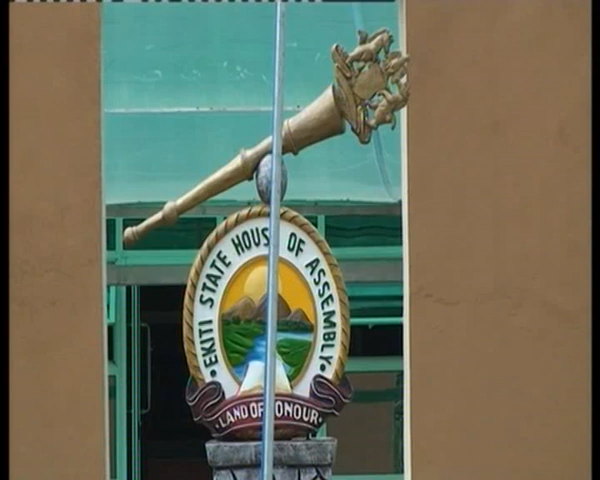 •EKITI STATE HOUSE OF ASSEMBLY•
•LAND OF HONOUR•